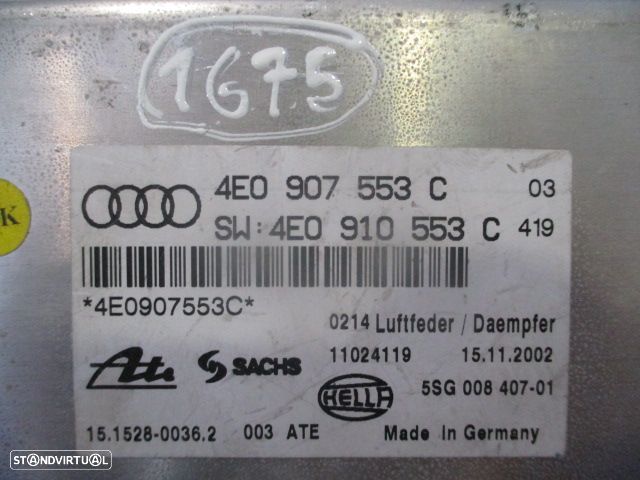 1675
4E0 907 553 C 03
SW:4E0 910 553 C 419
*4E0907553C*
0214 Luftfeder / Daempfer
11024119 15.11.2002
Ate SACHS
HELLA 5SG 008 407-01
15.1528-0036.2 003 ATE Made in Germany
K
STANDVIRTUAL